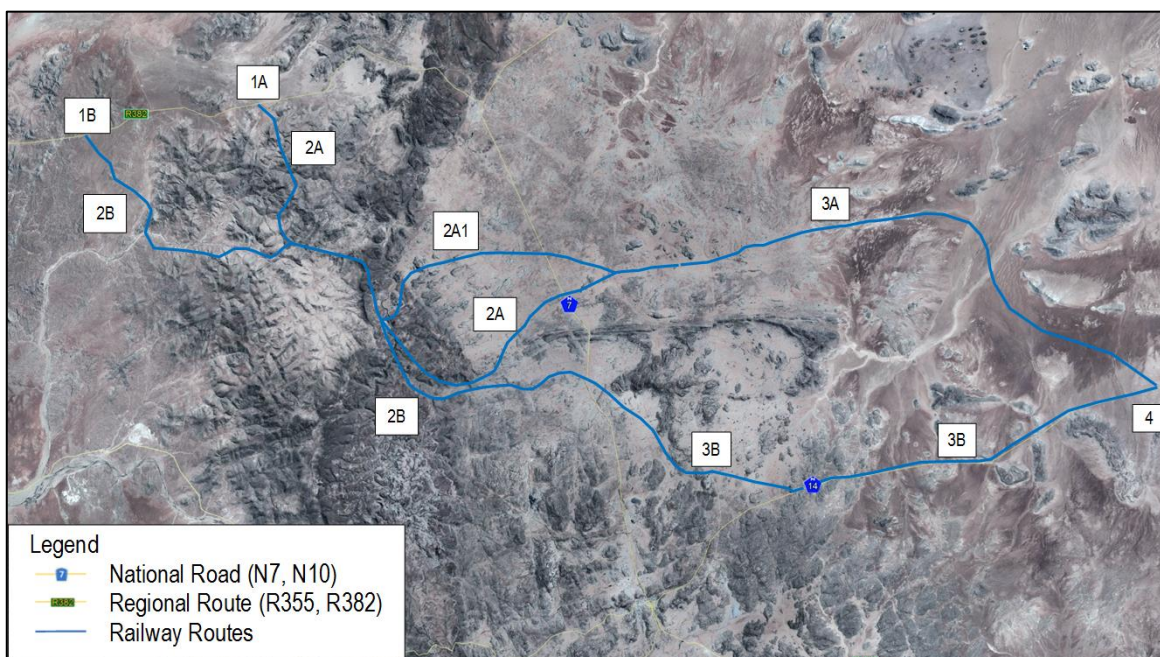 1A
1B
R382
2A
2B
2A1
3A
7
2A
2B
3B
3B
4
14
Legend
7 National Road (N7, N10)
R382 Regional Route (R355, R382)
Railway Routes